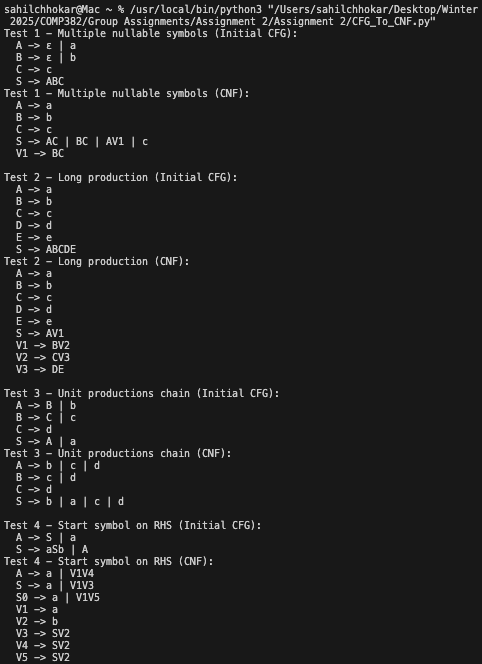 sahilchhokar@Mac ~ % /usr/local/bin/python3 "/Users/sahilchhokar/Desktop/Winter
2025/COMP382/Group Assignments/Assignment 2/Assignment 2/CFG_To_CNF.py"
Test 1 – Multiple nullable symbols (Initial CFG):
A -> ε | a
B -> ε | b
C -> c
S -> ABC
Test 1 – Multiple nullable symbols (CNF):
A -> a
B -> b
C -> c
S -> AC | BC | AV1 | c
V1 -> BC
Test 2 – Long production (Initial CFG):
A -> a
B -> b
C -> c
D -> d
E -> e
S -> ABCDE
Test 2 – Long production (CNF):
A -> a
B -> b
C -> c
D -> d
E -> e
S -> AV1
V1 -> BV2
V2 -> CV3
V3 -> DE
Test 3 – Unit productions chain (Initial CFG):
A -> B | b
B -> C | c
C -> d
S -> A | a
Test 3 – Unit productions chain (CNF):
A -> b | c | d
B -> c | d
C -> d
S -> b | a | c | d
Test 4 – Start symbol on RHS (Initial CFG):
A -> S | a
S -> aSb | A
Test 4 – Start symbol on RHS (CNF):
A -> a | V1V4
S -> a | V1V3
S0 -> a | V1V5
V1 -> a
V2 -> b
V3 -> SV2
V4 -> SV2
V5 -> SV2